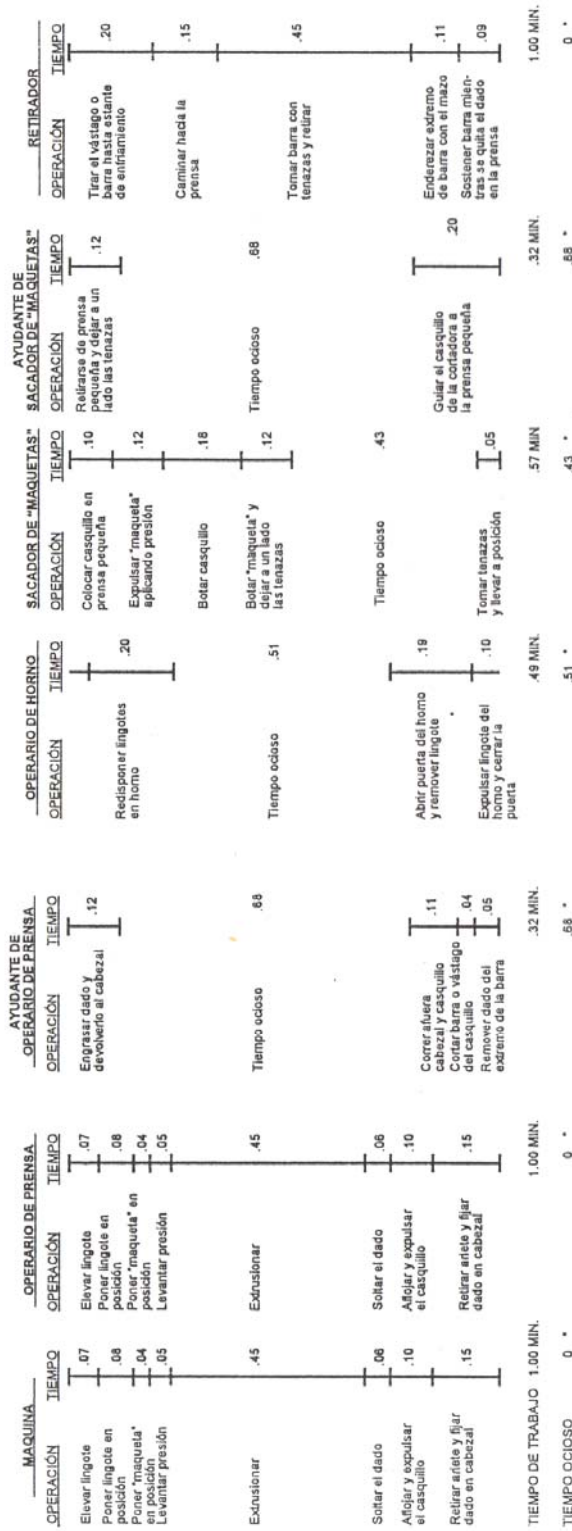 MAQUINA
OPERACIÓN TIEMPO
Elevar lingote .07
Poner lingote en
posición .08
Poner "maqueta"
en posición .04
Levantar presión .05
Extrusionar .45
Soltar el dado .06
Aflojar y expulsar
el casquillo .10
Retirar ariete y fijar
dado en cabezal .15
TIEMPO DE TRABAJO 1.00 MIN.
TIEMPO OCIOSO 0 "
OPERARIO DE PRENSA
OPERACIÓN TIEMPO
Elevar lingote .07
Poner lingote en
posición .08
Poner "maqueta" en
posición .04
Levantar presión .05
Extrusionar .45
Soltar el dado .06
Aflojar y expulsar
el casquillo .10
Retirar ariete y fijar
dado en cabezal .15
1.00 MIN.
0 "
AYUDANTE DE
OPERARIO DE PRENSA
OPERACIÓN TIEMPO
Engrasar dado y
devolverlo al cabezal .12
Tiempo ocioso .68
Correr afuera
cabezal y casquillo .11
Cortar barra o vástago
del casquillo .04
Remover dado del
extremo de la barra .05
.32 MIN.
.68 "
OPERARIO DE HORNO
OPERACIÓN TIEMPO
Redisponer lingotes
en horno .20
Tiempo ocioso .51
Abrir puerta del horno
y remover lingote .19
Expulsar lingote del
horno y cerrar la
puerta .10
.49 MIN.
.51 "
SACADOR DE "MAQUETAS"
OPERACIÓN TIEMPO
Colocar casquillo en
prensa pequeña .10
Expulsar "maqueta"
aplicando presión .12
Botar casquillo .18
Botar "maqueta" y
dejar a un lado
las tenazas .12
Tiempo ocioso .43
Tomar tenazas
y llevar a posición .05
.57 MIN
.43 "
AYUDANTE DE
SACADOR DE "MAQUETAS"
OPERACIÓN TIEMPO
Retirarse de prensa
pequeña y dejar a un
lado las tenazas .12
Tiempo ocioso .68
Guiar el casquillo
de la cortadora a
la prensa pequeña .20
.32 MIN.
.68 "
RETIRADOR
OPERACIÓN TIEMPO
Tirar el vástago o
barra hasta estante
de enfriamiento .20
Caminar hacia la
prensa .15
Tomar barra con
tenazas y retirar .45
Enderezar extremo
de barra con el mazo .11
Sostener barra mien-
tras se quita el dado
en la prensa .09
1.00 MIN.
0 "